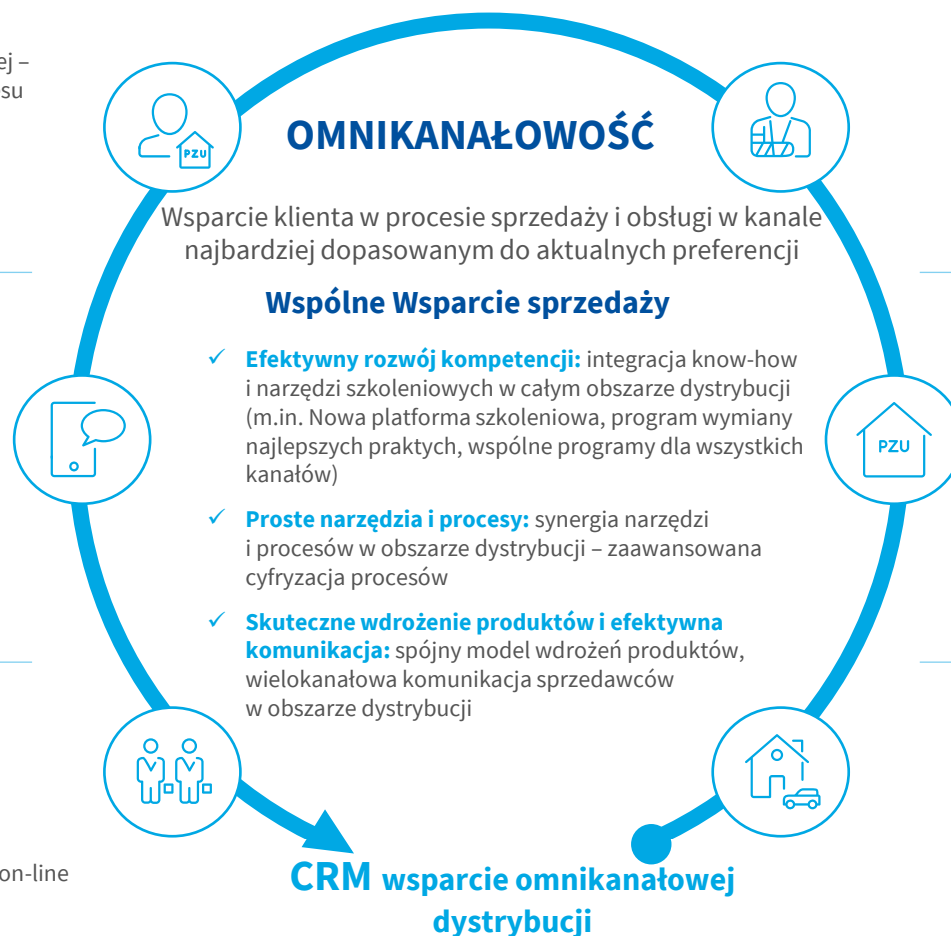 ej –
su
PZU
OMNIKANAŁOWOŚĆ
Wsparcie klienta w procesie sprzedaży i obsługi w kanale
najbardziej dopasowanym do aktualnych preferencji
Wspólne Wsparcie sprzedaży
✓ Efektywny rozwój kompetencji: integracja know-how
i narzędzi szkoleniowych w całym obszarze dystrybucji
(m.in. Nowa platforma szkoleniowa, program wymiany
najlepszych praktych, wspólne programy dla wszystkich
kanałów)
PZU
✓ Proste narzędzia i procesy: synergia narzędzi
i procesów w obszarze dystrybucji – zaawansowana
cyfryzacja procesów
✓ Skuteczne wdrożenie produktów i efektywna
komunikacja: spójny model wdrożeń produktów,
wielokanałowa komunikacja sprzedawców
w obszarze dystrybucji
on-line
CRM wsparcie omnikanałowej
dystrybucji